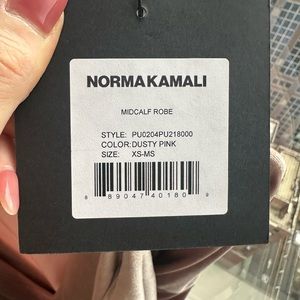 NORMA KAMALI
MIDCALF ROBE
STYLE: PU0204PU218000
COLOR: DUSTY PINK
SIZE: XS-MS
8 89047 40180 9